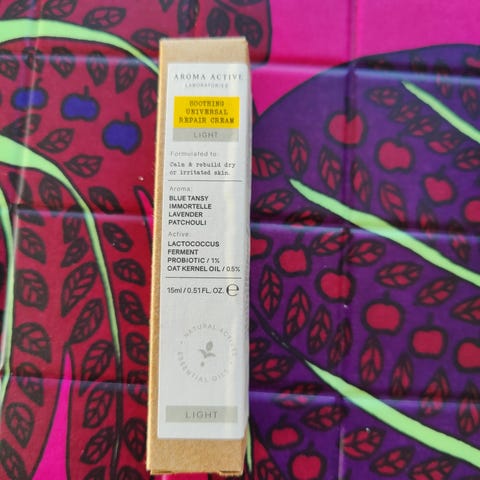 AROMA ACTIVE
LABORATORIES
SOOTHING
UNIVERSAL
REPAIR CREAM
LIGHT
Formulated to:
Calm & rebuild dry
or irritated skin.
Aroma:
BLUE TANSY
IMMORTELLE
LAVENDER
PATCHOULI
Active:
LACTOCOCCUS
FERMENT
PROBIOTIC / 1%
OAT KERNEL OIL / 0.5%
15ml / 0.51 FL. OZ. ℮
NATURAL ACTIVES
ESSENTIAL OILS
LIGHT